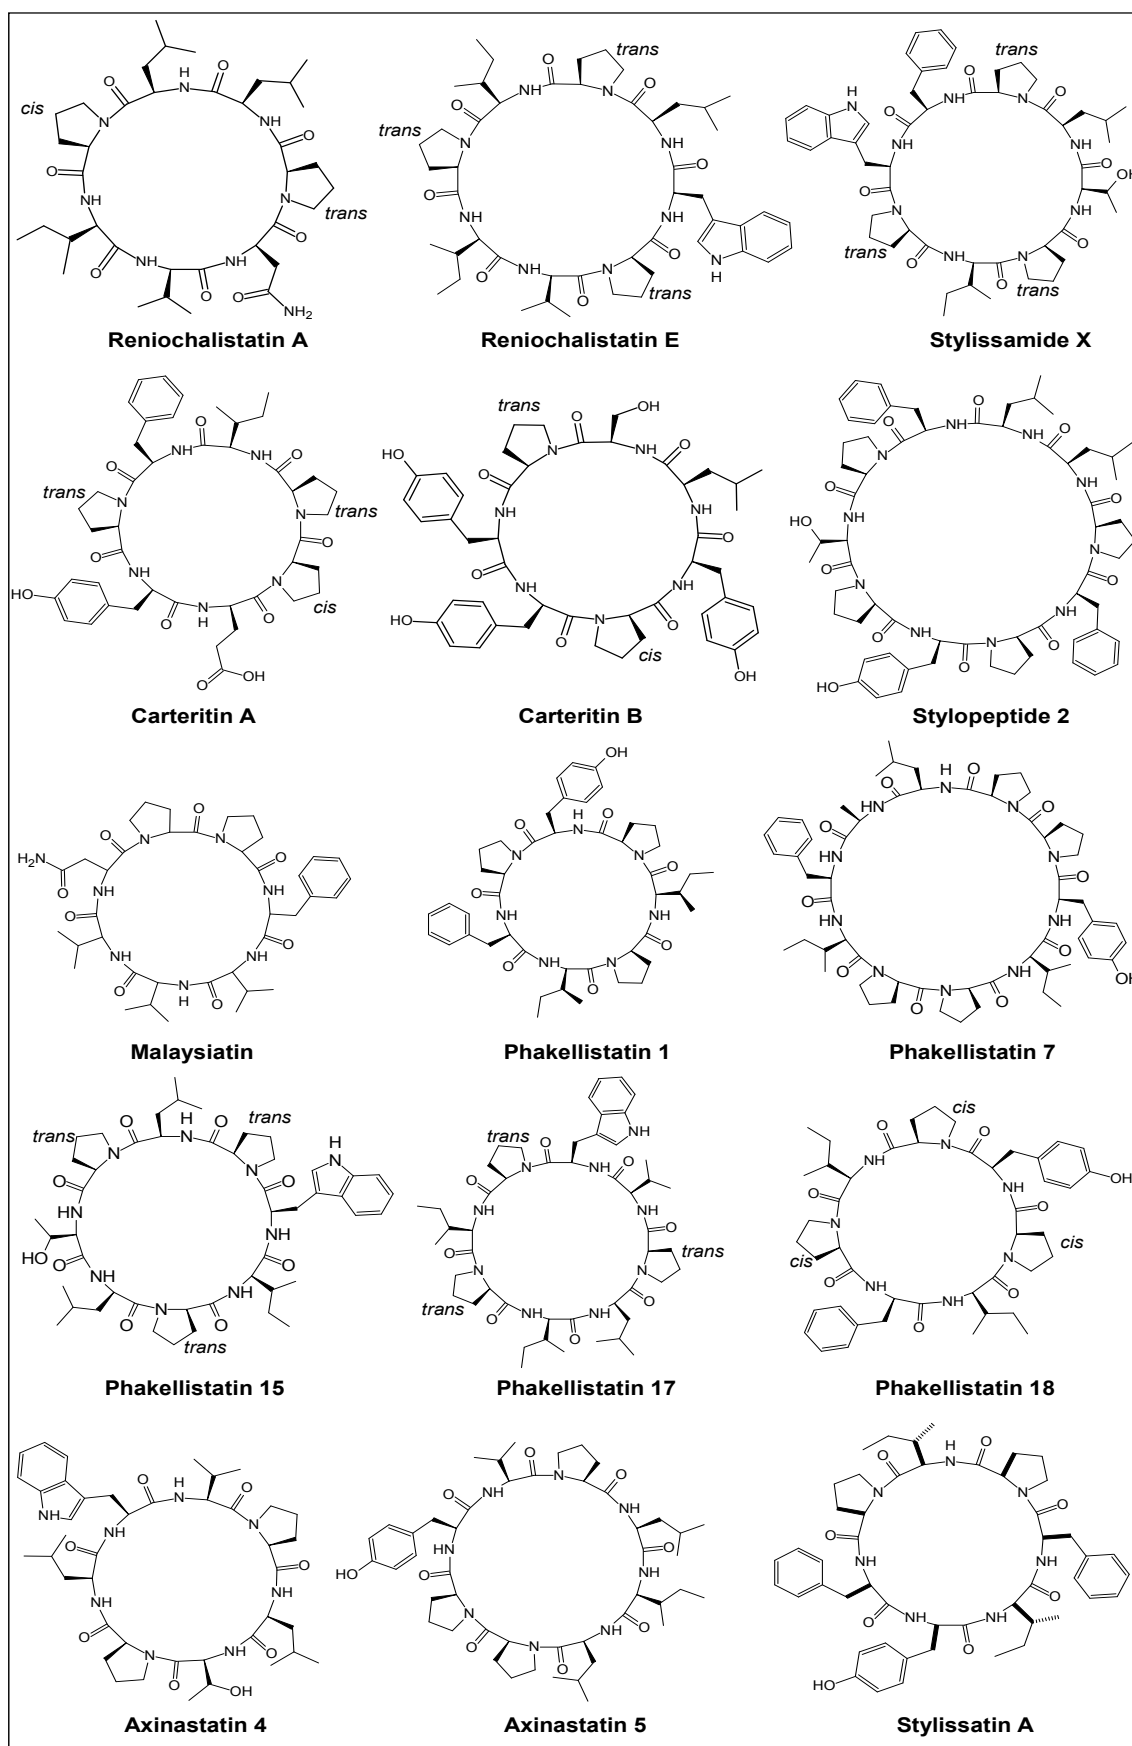 cis
trans
trans
trans
trans
trans
trans
trans
Reniochalistatin A
Reniochalistatin E
Stylissamide X
trans
trans
cis
trans
cis
Carteritin A
Carteritin B
Stylopeptide 2
Malaysiatin
Phakellistatin 1
Phakellistatin 7
trans
trans
trans
trans
trans
trans
cis
cis
cis
Phakellistatin 15
Phakellistatin 17
Phakellistatin 18
Axinastatin 4
Axinastatin 5
Stylissatin A